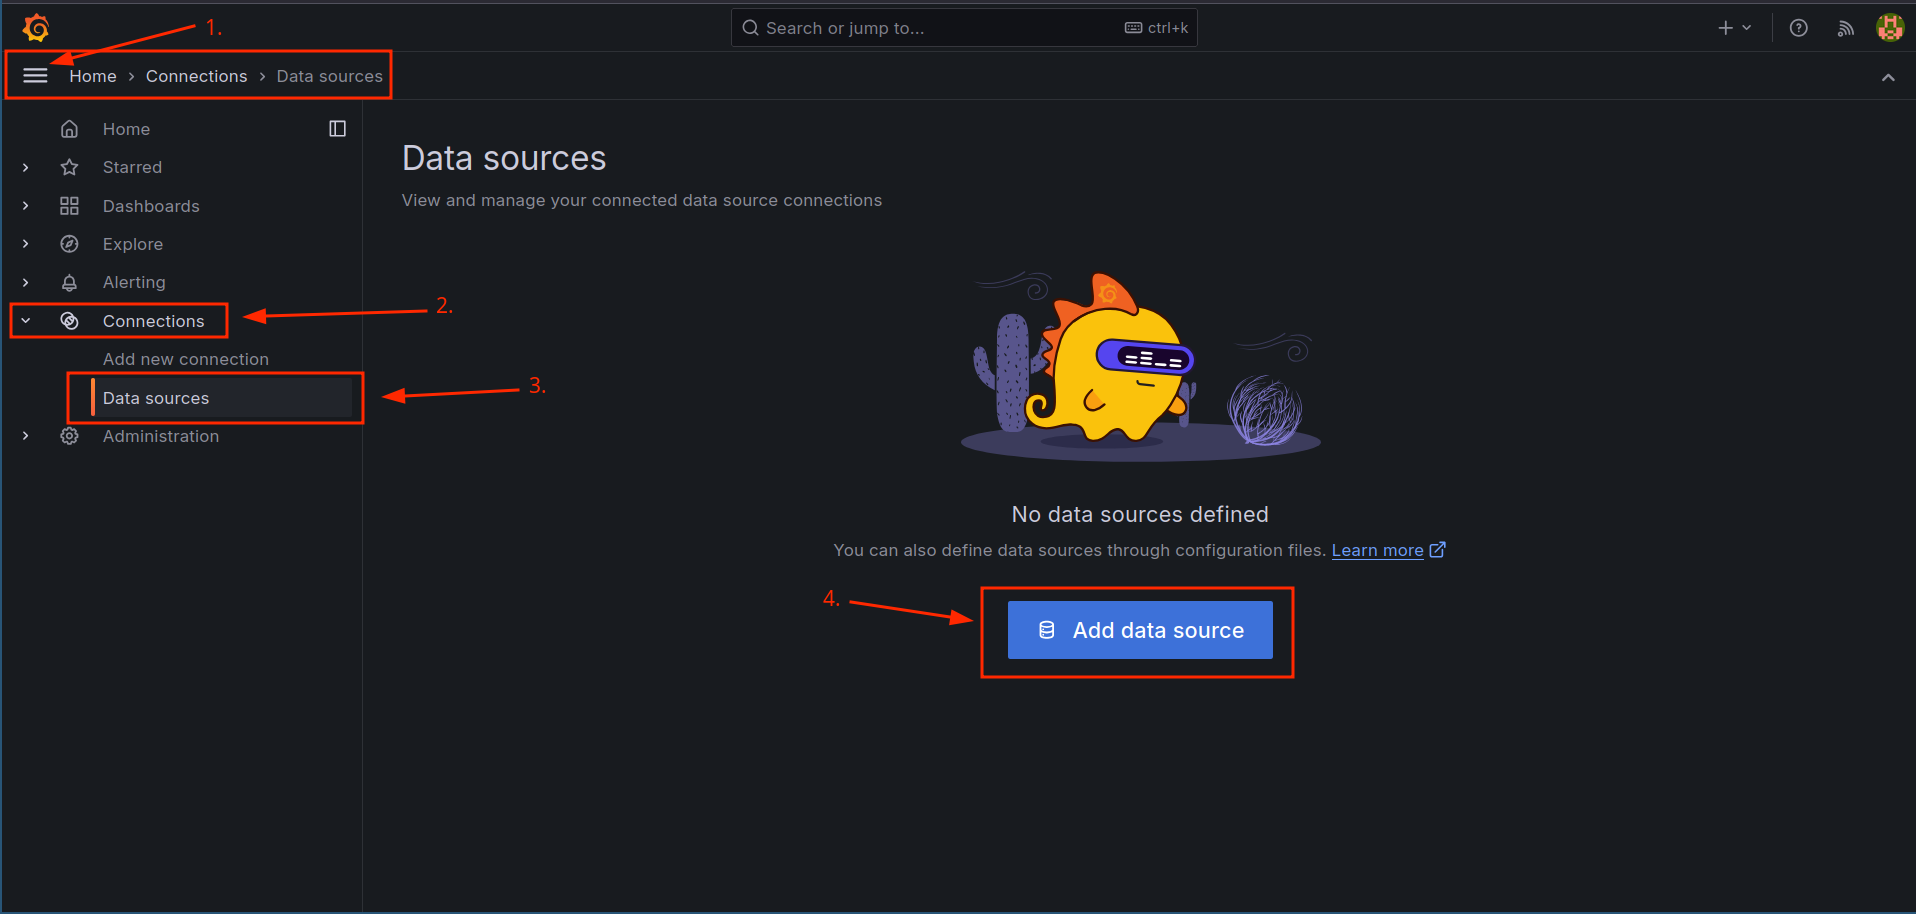 1.
Search or jump to...
ctrl+k
Home › Connections › Data sources
Home
Starred
Dashboards
Explore
Alerting
Connections
2.
Add new connection
Data sources
3.
Administration
Data sources
View and manage your connected data source connections
No data sources defined
You can also define data sources through configuration files. Learn more
4.
Add data source